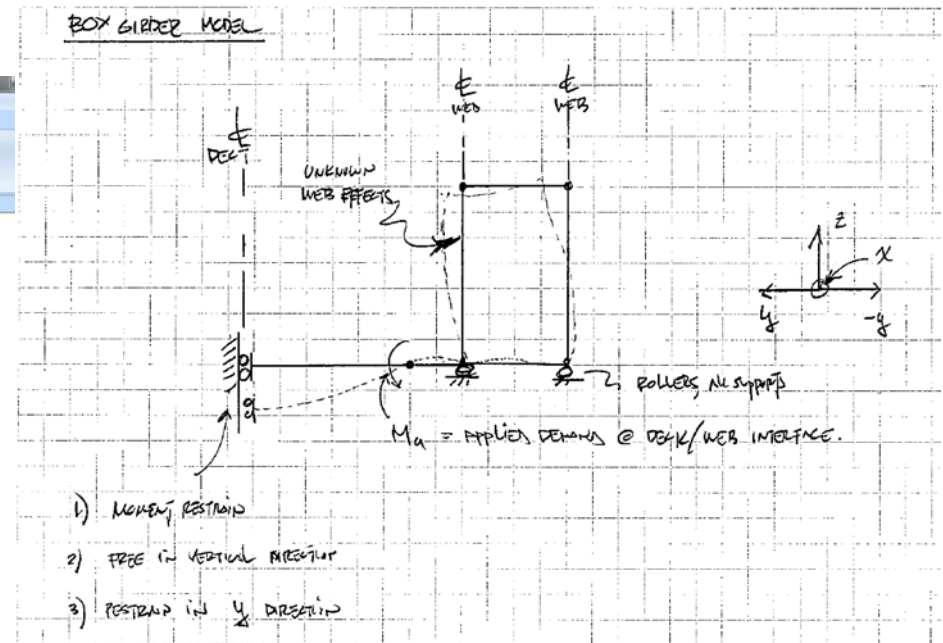 BOX GIRDER MODEL
℄
WEB
℄
WEB
℄
DECK
UNKNOWN
WEB EFFECTS
z
x
y
-y
ROLLERS, ALL SUPPORTS
Mu = APPLIED DEMAND @ DECK/WEB INTERFACE.
1) MOMENT RESTRAIN
2) FREE IN VERTICAL DIRECTION
3) RESTRAIN IN y DIRECTION